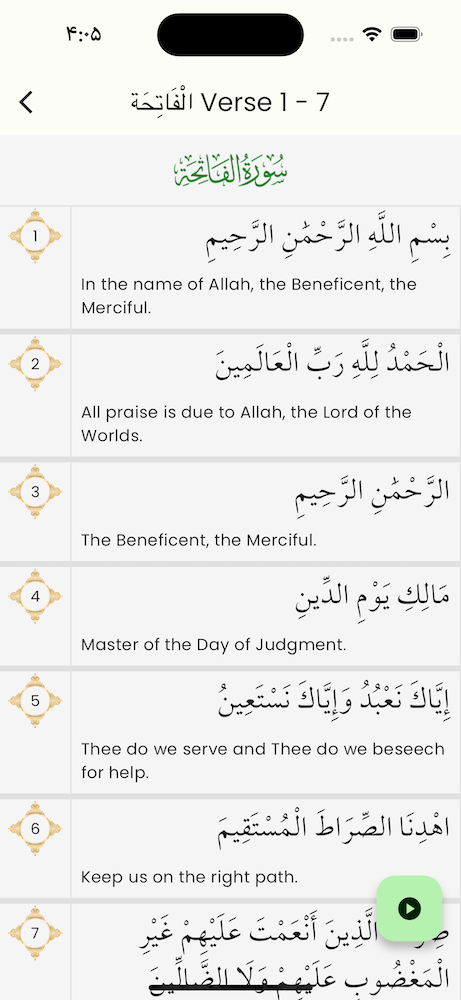 ۴:۰۵
الْفَاتِحَة Verse 1 - 7
سُورَةُ الْفَاتِحَةِ
1
بِسْمِ اللَّهِ الرَّحْمَٰنِ الرَّحِيمِ
In the name of Allah, the Beneficent, the
Merciful.
2
الْحَمْدُ لِلَّهِ رَبِّ الْعَالَمِينَ
All praise is due to Allah, the Lord of the
Worlds.
3
الرَّحْمَٰنِ الرَّحِيمِ
The Beneficent, the Merciful.
4
مَالِكِ يَوْمِ الدِّينِ
Master of the Day of Judgment.
5
إِيَّاكَ نَعْبُدُ وَإِيَّاكَ نَسْتَعِينُ
Thee do we serve and Thee do we beseech
for help.
6
اهْدِنَا الصِّرَاطَ الْمُسْتَقِيمَ
Keep us on the right path.
7
الَّذِينَ أَنْعَمْتَ عَلَيْهِمْ غَيْرِ
الْمَغْضُوبِ عَلَيْهِمْ وَلَا الضَّالِّينَ